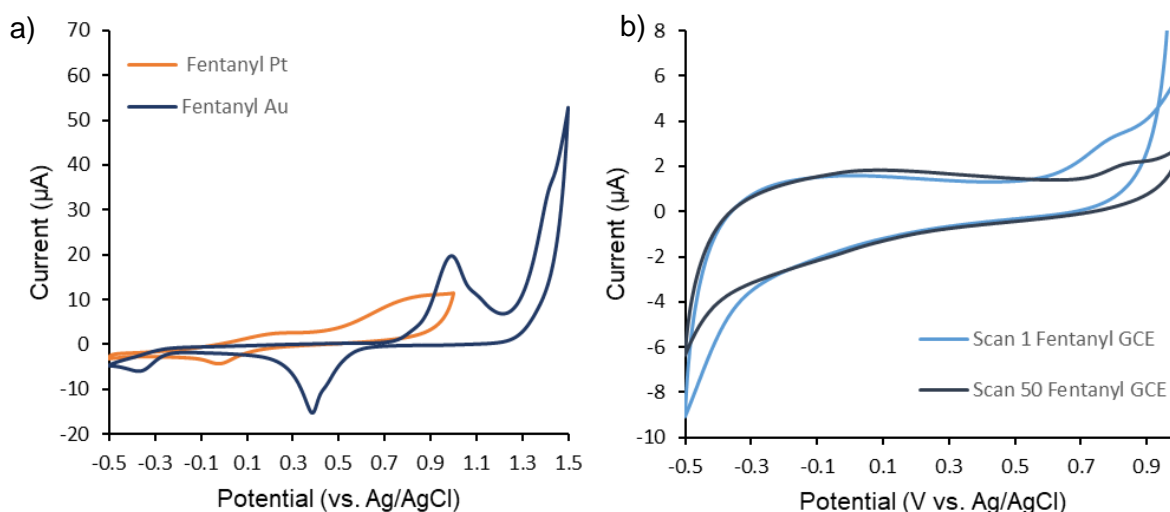 a)
Fentanyl Pt
Fentanyl Au
Current (µA)
70
60
50
40
30
20
10
0
-10
-20
-0.5 -0.3 -0.1 0.1 0.3 0.5 0.7 0.9 1.1 1.3 1.5
Potential (vs. Ag/AgCl)
b)
Current (µA)
8
6
4
2
0
-2
-4
-6
-8
-10
Scan 1 Fentanyl GCE
Scan 50 Fentanyl GCE
-0.5 -0.3 -0.1 0.1 0.3 0.5 0.7 0.9
Potential (V vs. Ag/AgCl)